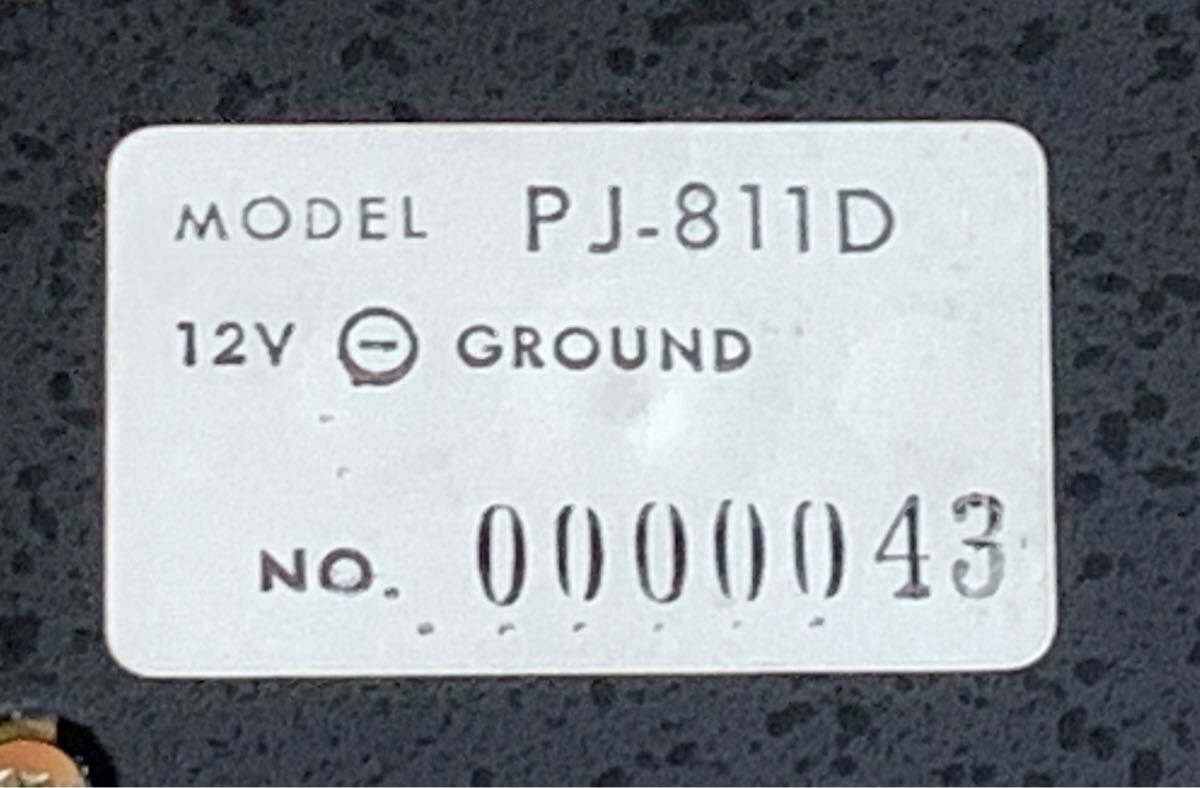 MODEL PJ-811D
12V ⊖ GROUND
NO. 0000043